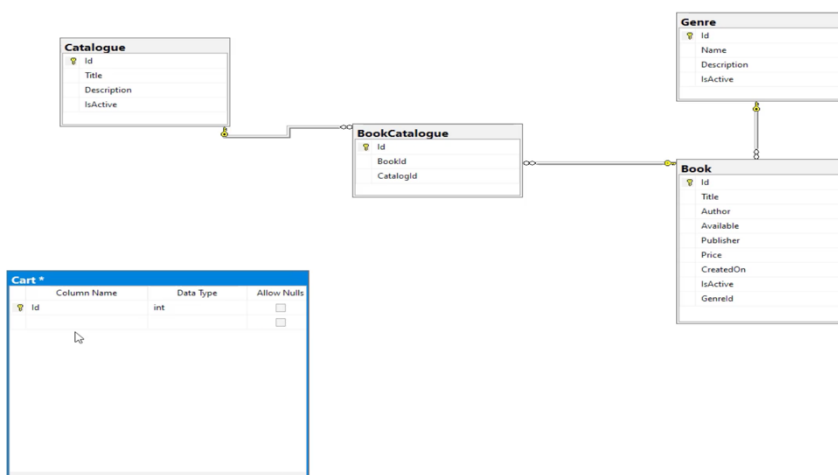 Catalogue
Id
Title
Description
IsActive
BookCatalogue
Id
BookId
CatalogId
Genre
Id
Name
Description
IsActive
Book
Id
Title
Author
Available
Publisher
Price
CreatedOn
IsActive
GenreId
Cart *
Column Name Data Type Allow Nulls
Id int